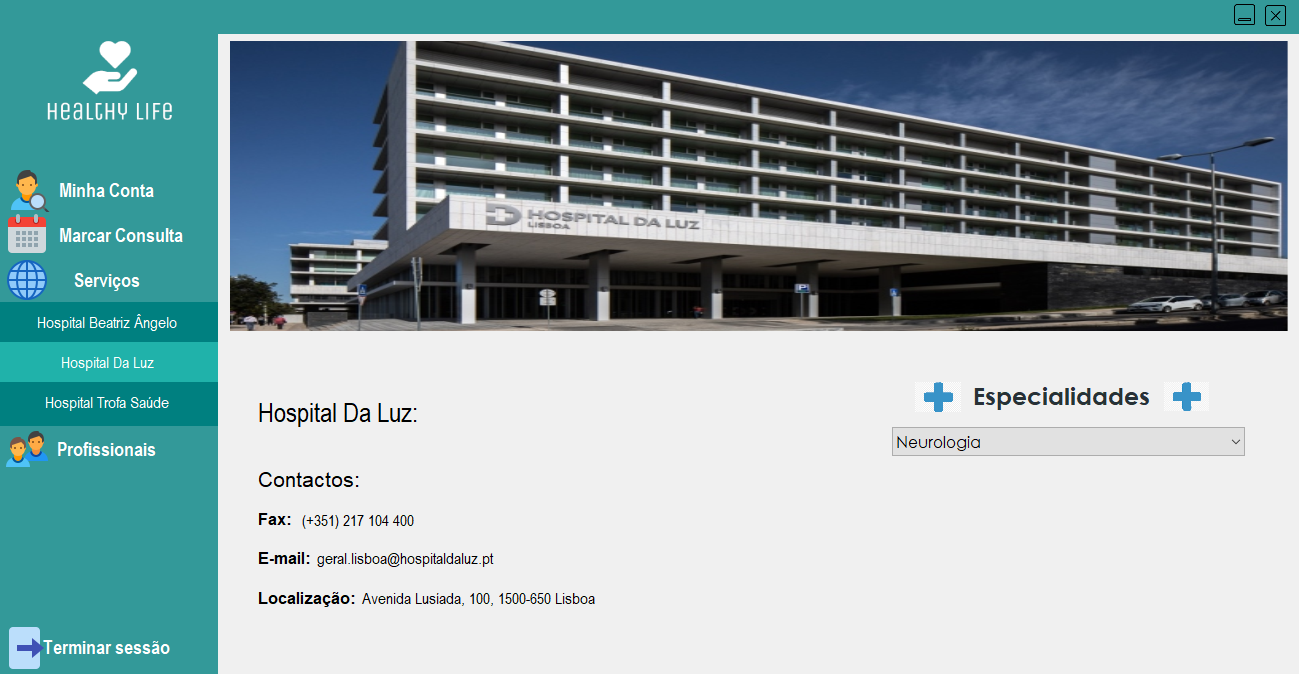 HEALTHY LIFE
Minha Conta
Marcar Consulta
Serviços
Hospital Beatriz Ângelo
Hospital Da Luz
Hospital Trofa Saúde
Profissionais
Terminar sessão
HOSPITAL DA LUZ
LISBOA
P
Hospital Da Luz:
Contactos:
Fax: (+351) 217 104 400
E-mail: geral.lisboa@hospitaldaluz.pt
Localização: Avenida Lusiada, 100, 1500-650 Lisboa
Especialidades
Neurologia